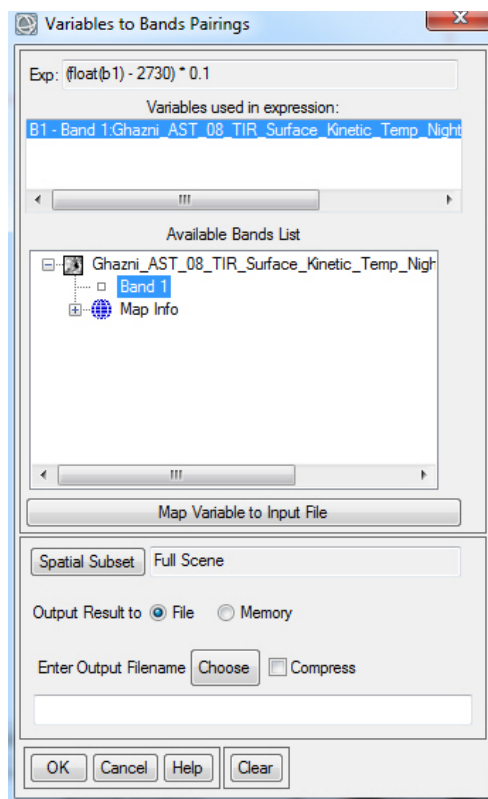 Variables to Bands Pairings
Exp: (float(b1) - 2730) * 0.1
Variables used in expression:
B1 - Band 1:Ghazni_AST_08_TIR_Surface_Kinetic_Temp_Night
Available Bands List
Ghazni_AST_08_TIR_Surface_Kinetic_Temp_Nigh
Band 1
Map Info
Map Variable to Input File
Spatial Subset Full Scene
Output Result to File Memory
Enter Output Filename Choose Compress
OK Cancel Help Clear